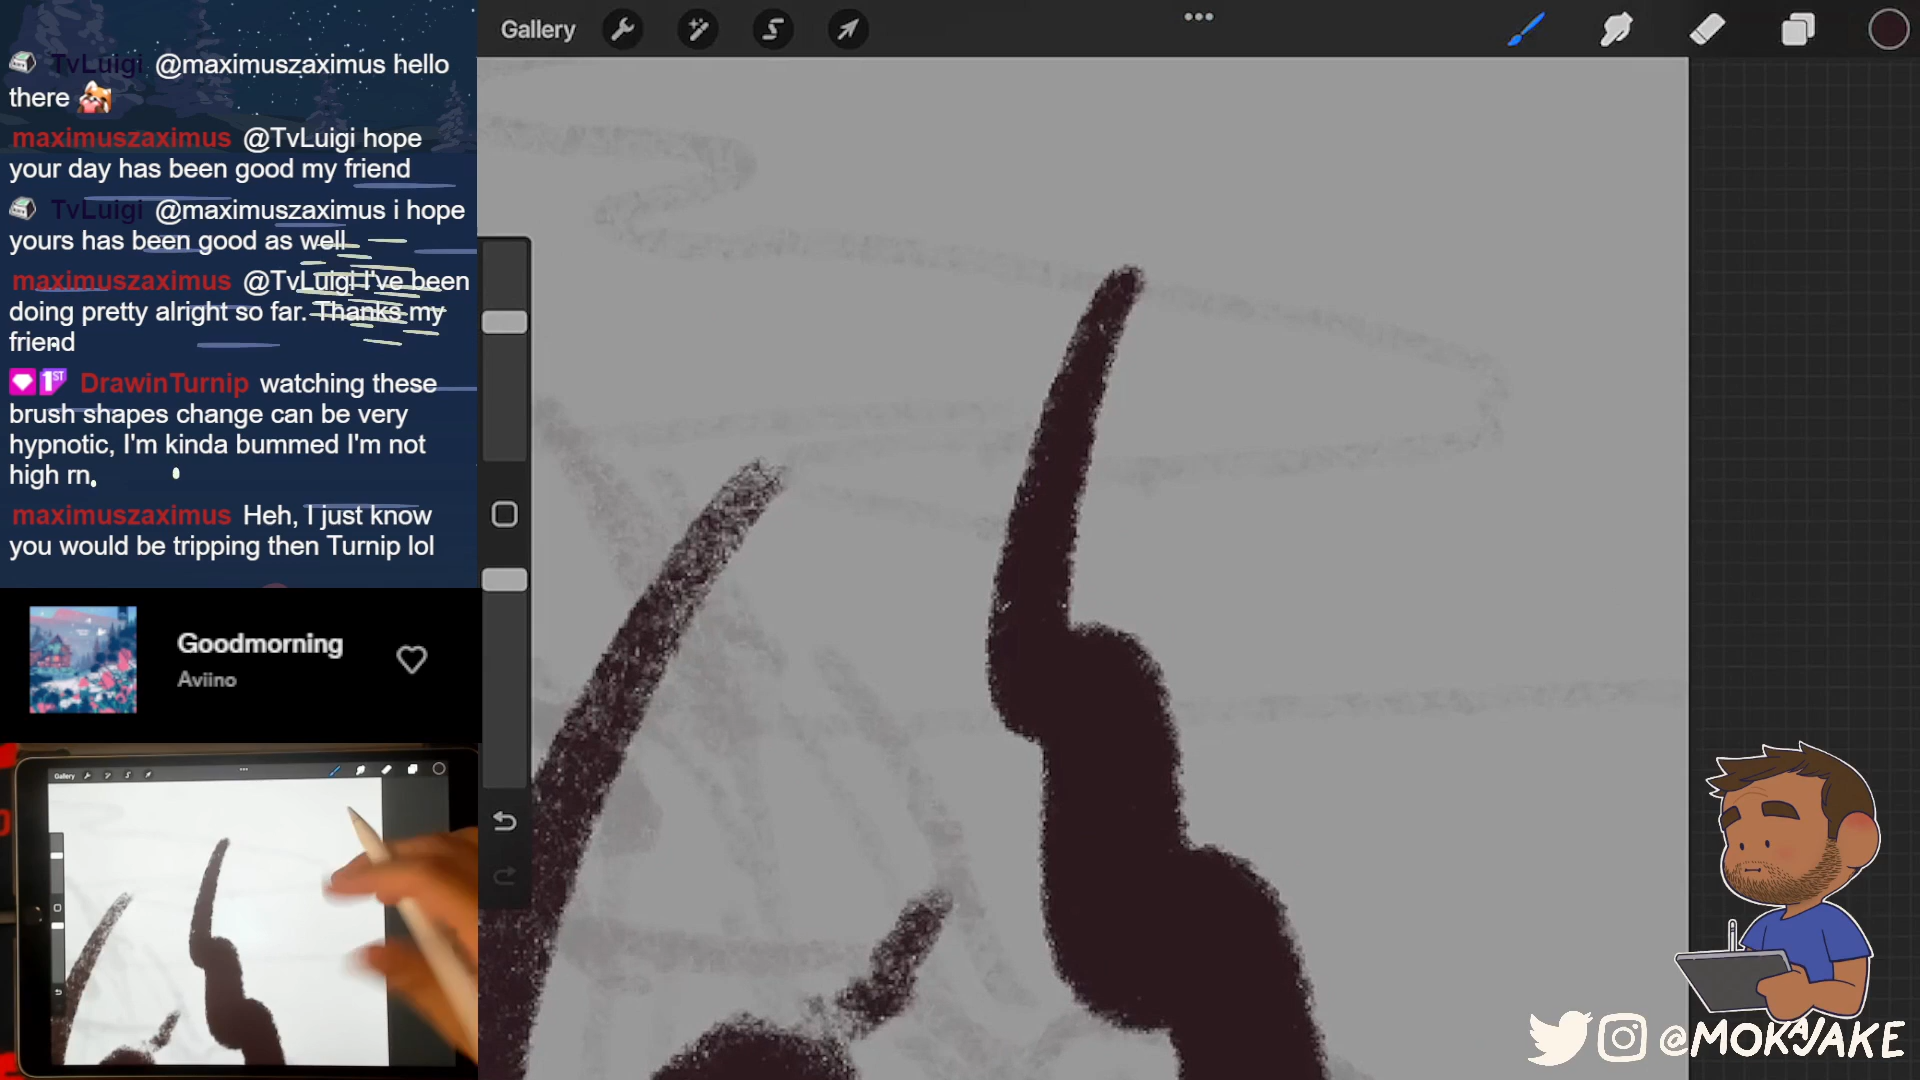 Gallery
TvLuigi @maximuszaximus hello
there
maximuszaximus @TvLuigi hope
your day has been good my friend
TvLuigi @maximuszaximus i hope
yours has been good as well
maximuszaximus @TvLuigi I've been
doing pretty alright so far. Thanks my
friend
1ST DrawinTurnip watching these
brush shapes change can be very
hypnotic, I'm kinda bummed I'm not
high rn.
maximuszaximus Heh, I just know
you would be tripping then Turnip lol
Goodmorning
Aviino
Gallery
@MOKAJAKE